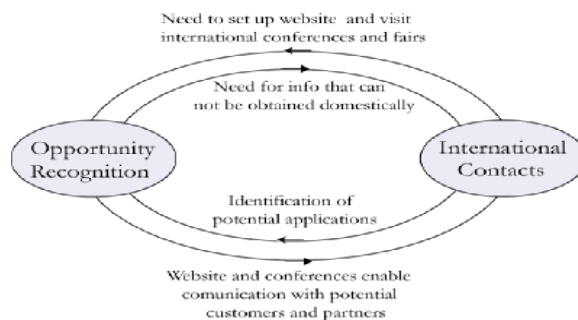 Need to set up website and visit
international conferences and fairs
Need for info that can
not be obtained domestically
Opportunity
Recognition
International
Contacts
Identification of
potential applications
Website and conferences enable
comunication with potential
customers and partners